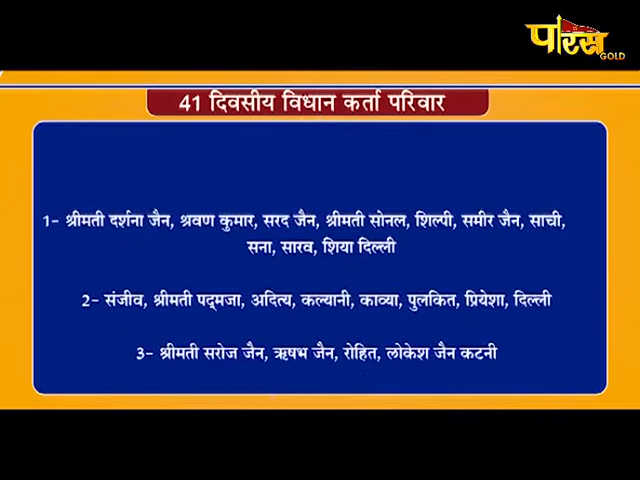 पारस
GOLD
41 दिवसीय विधान कर्ता परिवार
1- श्रीमती दर्शना जैन, श्रवण कुमार, सरद जैन, श्रीमती सोनल, शिल्पी, समीर जैन, साची,
सना, सारव, शिया दिल्ली
2- संजीव, श्रीमती पद्मजा, अदित्य, कल्यानी, काव्या, पुलकित, प्रियेशा, दिल्ली
3- श्रीमती सरोज जैन, ऋषभ जैन, रोहित, लोकेश जैन कटनी